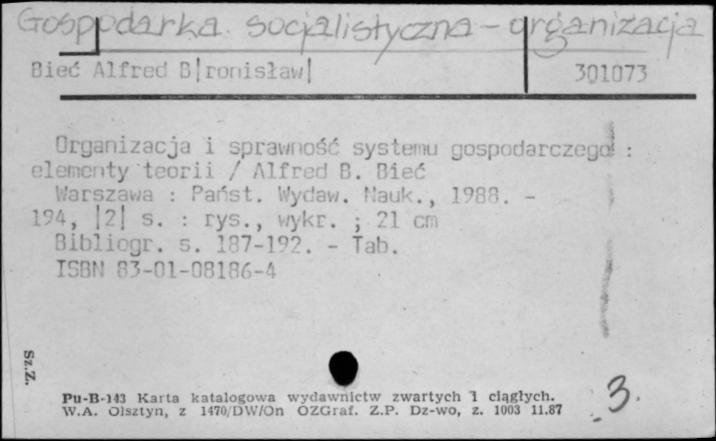 Gospodarka socjalistyczna - organizacja
Bieć Alfred B|ronisław|
301073
Organizacja i sprawność systemu gospodarczego :
elementy teorii / Alfred B. Bieć
Warszawa : Państ. Wydaw. Nauk., 1988. -
194, |2| s. : rys., wykr. ; 21 cm
Bibliogr. s. 187-192. - Tab.
ISBN 83-01-08186-4
Sz.Z.
Pu-B-143 Karta katalogowa wydawnictw zwartych i ciągłych.
W.A. Olsztyn, z 1470/DW/On OZGraf. Z.P. Dz-wo, z. 1003 11.87
3.